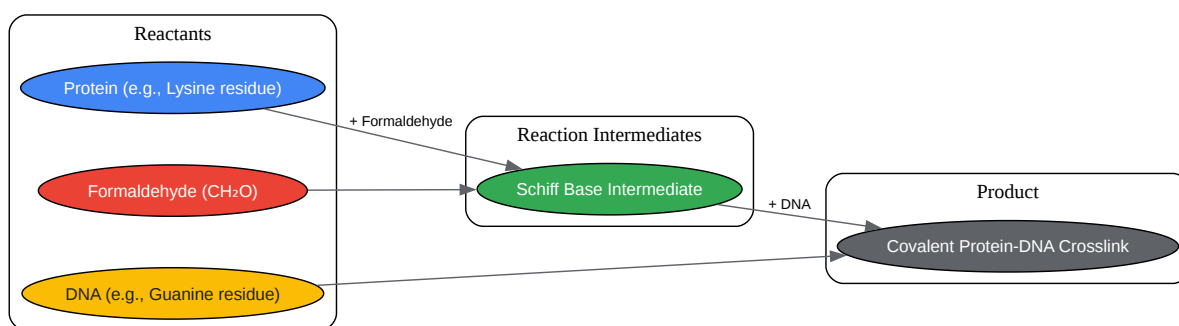 Reactants
Protein (e.g., Lysine residue)
+ Formaldehyde
Formaldehyde (CH₂O)
DNA (e.g., Guanine residue)
Reaction Intermediates
Schiff Base Intermediate
+ DNA
Product
Covalent Protein-DNA Crosslink